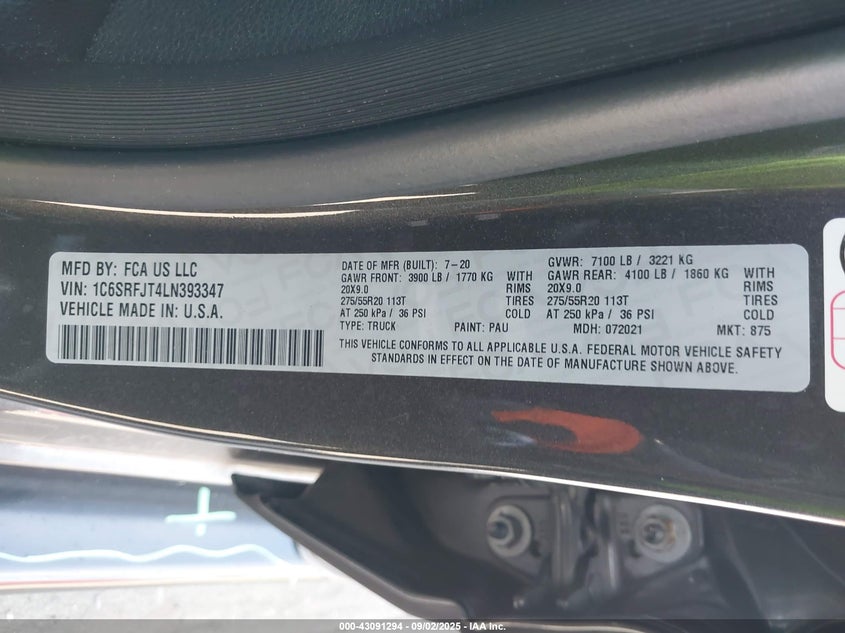 MFD BY: FCA US LLC
VIN: 1C6SRFJT4LN393347
VEHICLE MADE IN: U.S.A.
DATE OF MFR (BUILT): 7-20
GVWR: 7100 LB / 3221 KG
GAWR FRONT: 3900 LB / 1770 KG WITH
GAWR REAR: 4100 LB / 1860 KG WITH
20X9.0 RIMS
20X9.0 RIMS
275/55R20 113T TIRES
275/55R20 113T TIRES
AT 250 kPa / 36 PSI COLD
AT 250 kPa / 36 PSI COLD
TYPE: TRUCK PAINT: PAU MDH: 072021 MKT: 875
THIS VEHICLE CONFORMS TO ALL APPLICABLE U.S.A. FEDERAL MOTOR VEHICLE SAFETY
STANDARDS IN EFFECT ON THE DATE OF MANUFACTURE SHOWN ABOVE.
000-43091294 - 09/02/2025 - IAA Inc.